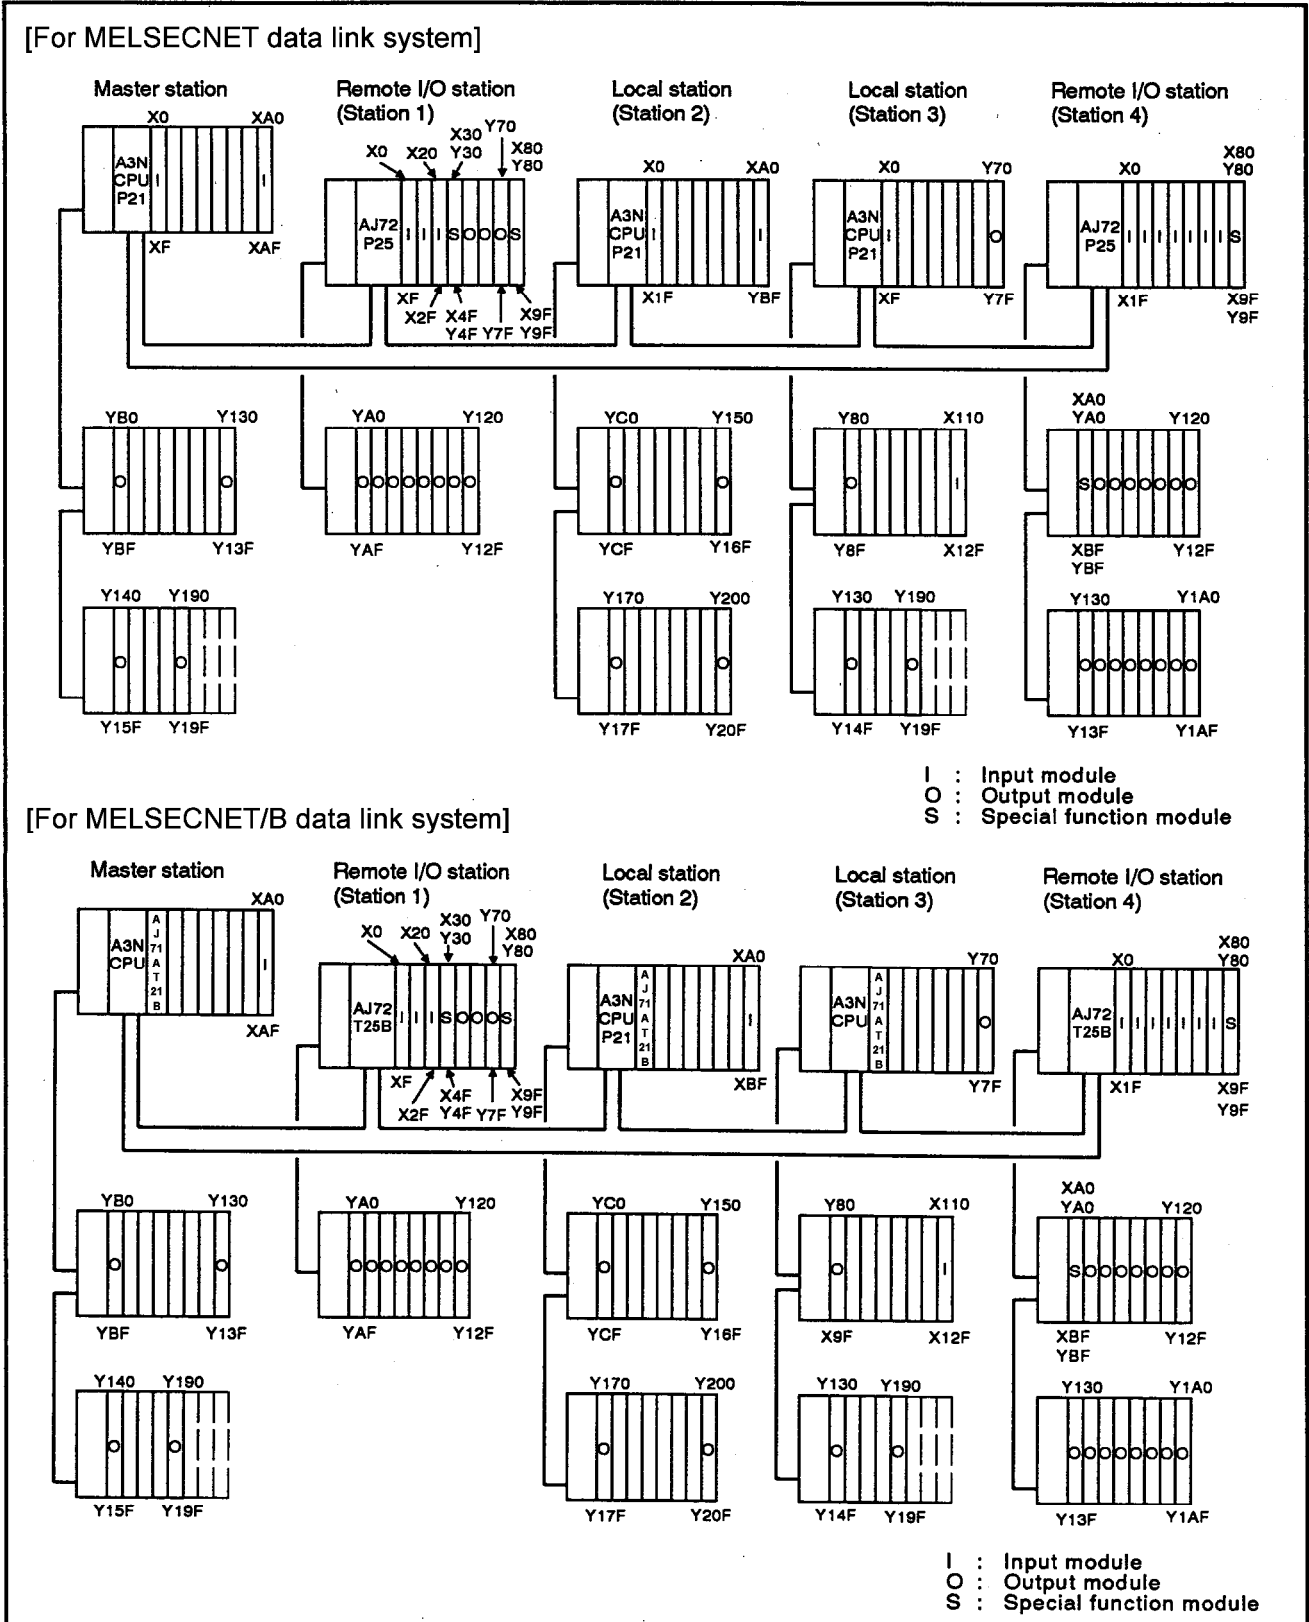 [For MELSECNET data link system]
Master station
Remote I/O station
(Station 1)
Local station
(Station 2)
Local station
(Station 3)
Remote I/O station
(Station 4)
X0 XA0
X0 X20 X30 Y70 X80
Y30 Y80
X0 XA0
X0 Y70
X0 X80
Y80
A3N
CPU
P21
I I
AJ72
P25
I I I S O O O S
A3N
CPU
P21
I I
A3N
CPU
P21
I O
AJ72
P25
I I I I I I I S
XF XAF
XF X2F X4F Y7F X9F
Y4F Y9F
X1F YBF
XF Y7F
X1F X9F
Y9F
YB0 Y130
YA0 Y120
YC0 Y150
Y80 X110
XA0
YA0 Y120
O O
O O O O O O O O
O O
O I
S O O O O O O O
YBF Y13F
YAF Y12F
YCF Y16F
Y8F X12F
XBF Y12F
YBF
Y140 Y190
Y170 Y200
Y130 Y190
Y130 Y1A0
O O
O O
O O
O O O O O O O O
Y15F Y19F
Y17F Y20F
Y14F Y19F
Y13F Y1AF
I : Input module
O : Output module
S : Special function module
[For MELSECNET/B data link system]
Master station
Remote I/O station
(Station 1)
Local station
(Station 2)
Local station
(Station 3)
Remote I/O station
(Station 4)
XA0
X0 X20 X30 Y70 X80
Y30 Y80
XA0
Y70
X0 X80
Y80
A3N
CPU
A
J
71
A
T
21
B
I
AJ72
T25B
I I I S O O O S
A3N
CPU
P21
A
J
71
A
T
21
B
I
A3N
CPU
A
J
71
A
T
21
B
O
AJ72
T25B
I I I I I I I S
XAF
XF X2F X4F Y7F X9F
Y4F Y9F
XBF
Y7F
X1F X9F
Y9F
YB0 Y130
YA0 Y120
YC0 Y150
Y80 X110
XA0
YA0 Y120
O O
O O O O O O O O
O O
O I
S O O O O O O O
YBF Y13F
YAF Y12F
YCF Y16F
X9F X12F
XBF Y12F
YBF
Y140 Y190
Y170 Y200
Y130 Y190
Y130 Y1A0
O O
O O
O O
O O O O O O O O
Y15F Y19F
Y17F Y20F
Y14F Y19F
Y13F Y1AF
I : Input module
O : Output module
S : Special function module